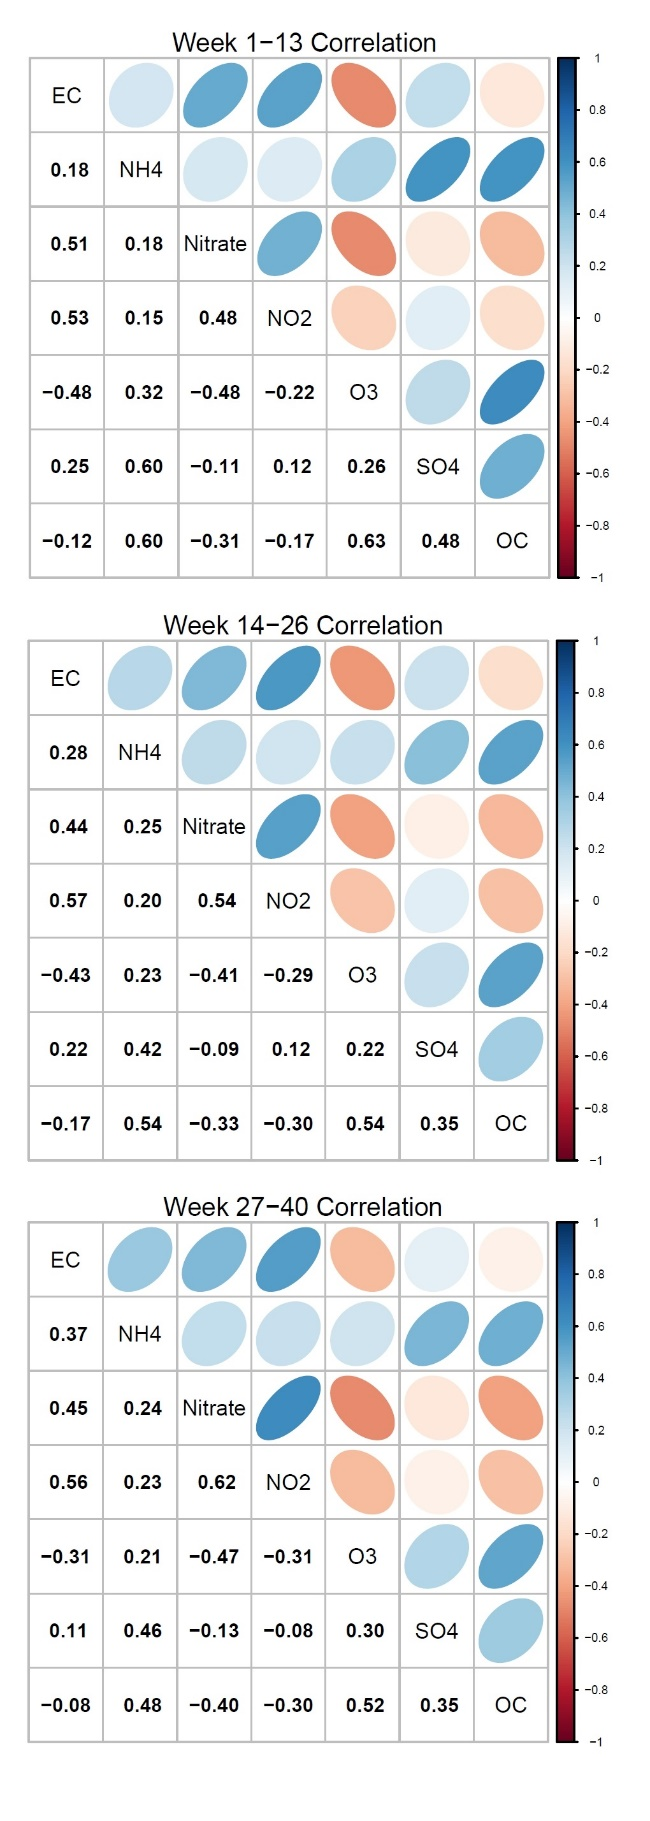 Week 1−13 Correlation
EC
0.18 NH4
0.51 0.18 Nitrate
0.53 0.15 0.48 NO2
−0.48 0.32 −0.48 −0.22 O3
0.25 0.60 −0.11 0.12 0.26 SO4
−0.12 0.60 −0.31 −0.17 0.63 0.48 OC
1
0.8
0.6
0.4
0.2
0
−0.2
−0.4
−0.6
−0.8
−1
Week 14−26 Correlation
EC
0.28 NH4
0.44 0.25 Nitrate
0.57 0.20 0.54 NO2
−0.43 0.23 −0.41 −0.29 O3
0.22 0.42 −0.09 0.12 0.22 SO4
−0.17 0.54 −0.33 −0.30 0.54 0.35 OC
1
0.8
0.6
0.4
0.2
0
−0.2
−0.4
−0.6
−0.8
−1
Week 27−40 Correlation
EC
0.37 NH4
0.45 0.24 Nitrate
0.56 0.23 0.62 NO2
−0.31 0.21 −0.47 −0.31 O3
0.11 0.46 −0.13 −0.08 0.30 SO4
−0.08 0.48 −0.40 −0.30 0.52 0.35 OC
1
0.8
0.6
0.4
0.2
0
−0.2
−0.4
−0.6
−0.8
−1